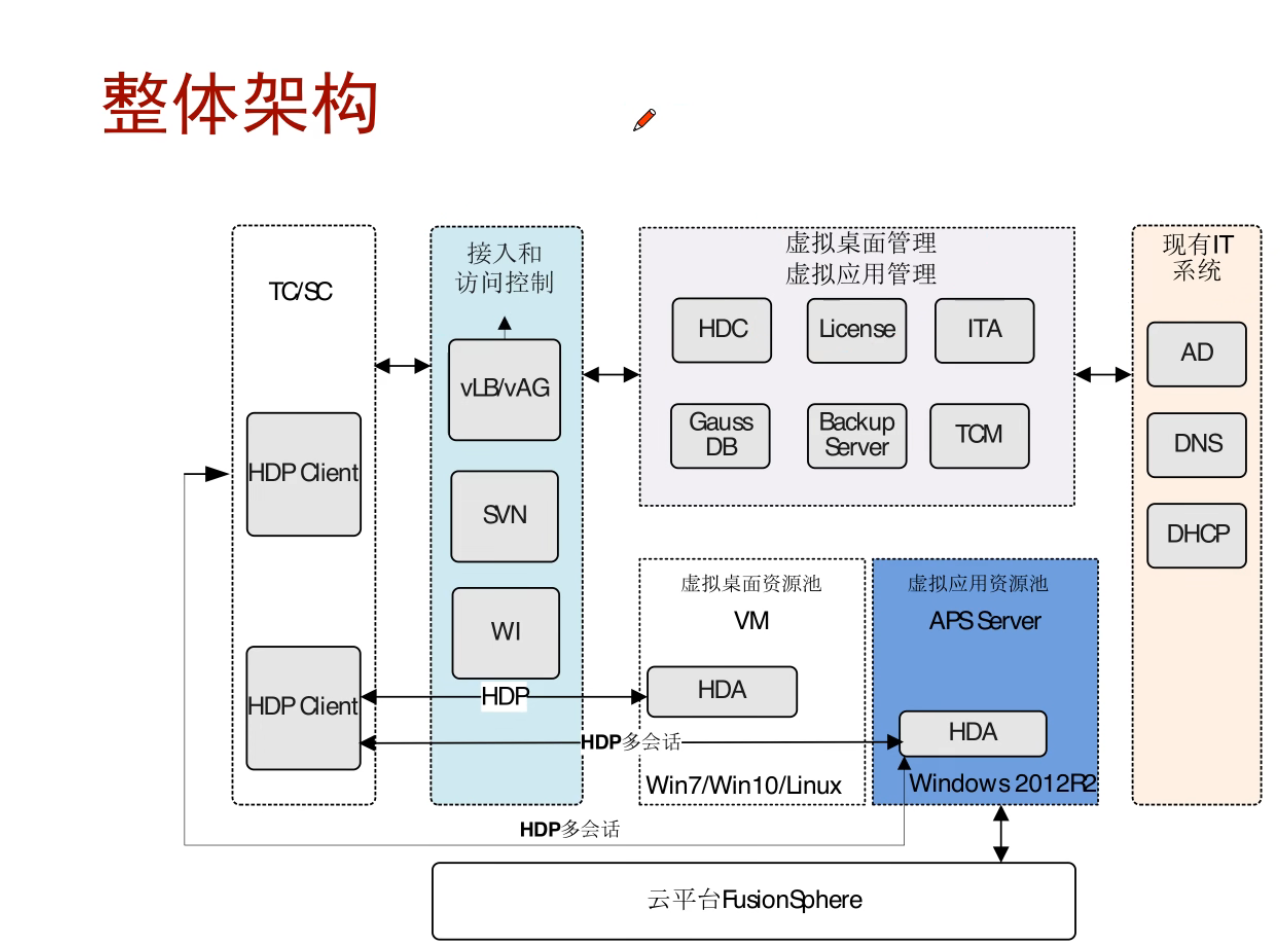 整体架构
TC/SC
HDP Client
HDP Client
接入和
访问控制
vLB/vAG
SVN
WI
虚拟桌面管理
虚拟应用管理
HDC
License
ITA
Gauss
DB
Backup
Server
TCM
现有IT
系统
AD
DNS
DHCP
虚拟桌面资源池
VM
HDA
Win7/Win10/Linux
虚拟应用资源池
APS Server
HDA
Windows 2012R2
HDP
HDP多会话
HDP多会话
云平台FusionSphere